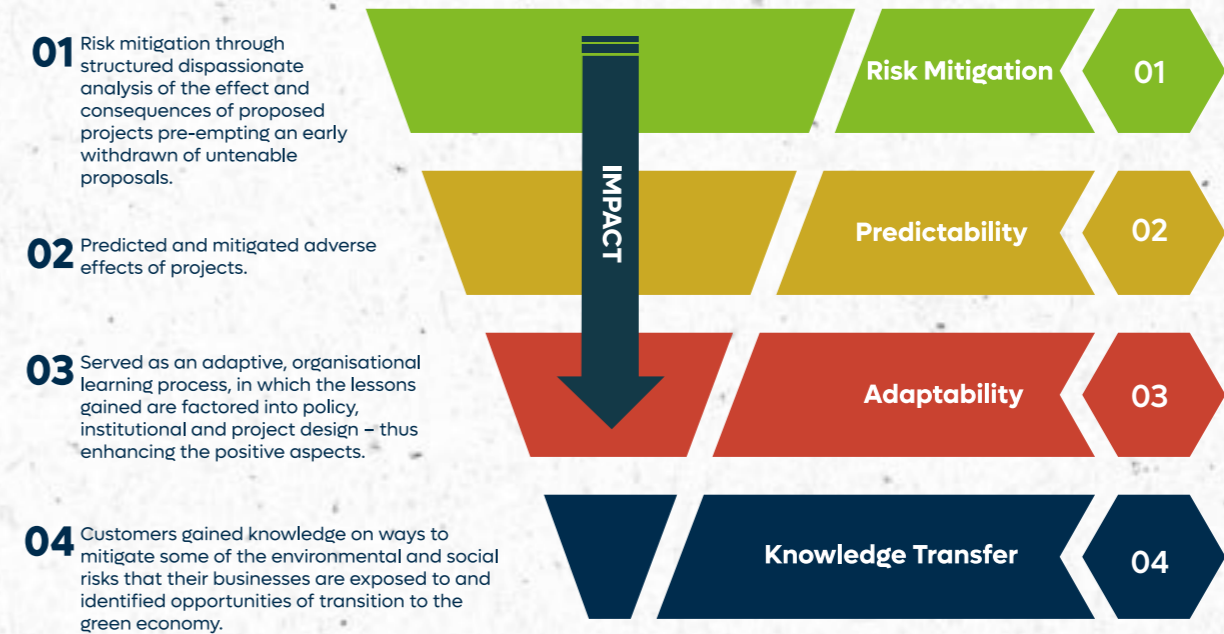 01
Risk mitigation through
structured dispassionate
analysis of the effect and
consequences of proposed
projects pre-empting an early
withdrawn of untenable
proposals.
Risk Mitigation
01
02
Predicted and mitigated adverse
effects of projects.
Predictability
02
IMPACT
03
Served as an adaptive, organisational
learning process, in which the lessons
gained are factored into policy,
institutional and project design – thus
enhancing the positive aspects.
Adaptability
03
04
Customers gained knowledge on ways to
mitigate some of the environmental and social
risks that their businesses are exposed to and
identified opportunities of transition to the
green economy.
Knowledge Transfer
04